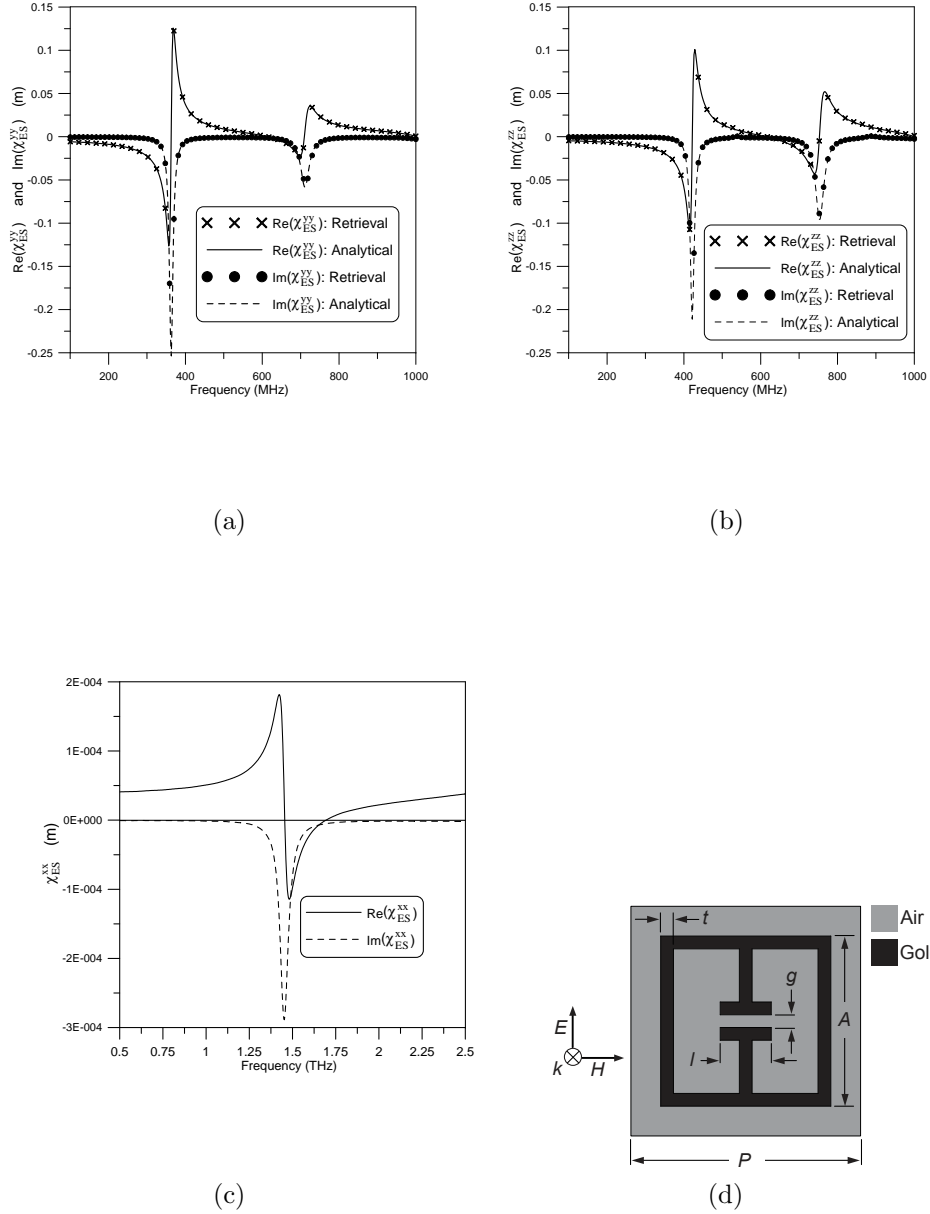 0.15
0.1
0.05
0
-0.05
-0.1
-0.15
-0.2
-0.25
Re(χ_ES^yy) and Im(χ_ES^yy) (m)
Re(χ_ES^yy): Retrieval
Re(χ_ES^yy): Analytical
Im(χ_ES^yy): Retrieval
Im(χ_ES^yy): Analytical
200 400 600 800 1000
Frequency (MHz)
(a)
0.15
0.1
0.05
0
-0.05
-0.1
-0.15
-0.2
-0.25
Re(χ_ES^zz) and Im(χ_ES^zz) (m)
Re(χ_ES^zz): Retrieval
Re(χ_ES^zz): Analytical
Im(χ_ES^zz): Retrieval
Im(χ_ES^zz): Analytical
200 400 600 800 1000
Frequency (MHz)
(b)
2E-004
1E-004
0E+000
-1E-004
-2E-004
-3E-004
χ_ES^xx (m)
Re(χ_ES^xx)
Im(χ_ES^xx)
0.5 0.75 1 1.25 1.5 1.75 2 2.25 2.5
Frequency (THz)
(c)
Air
Gol
t
g
A
l
E
k
H
P
(d)